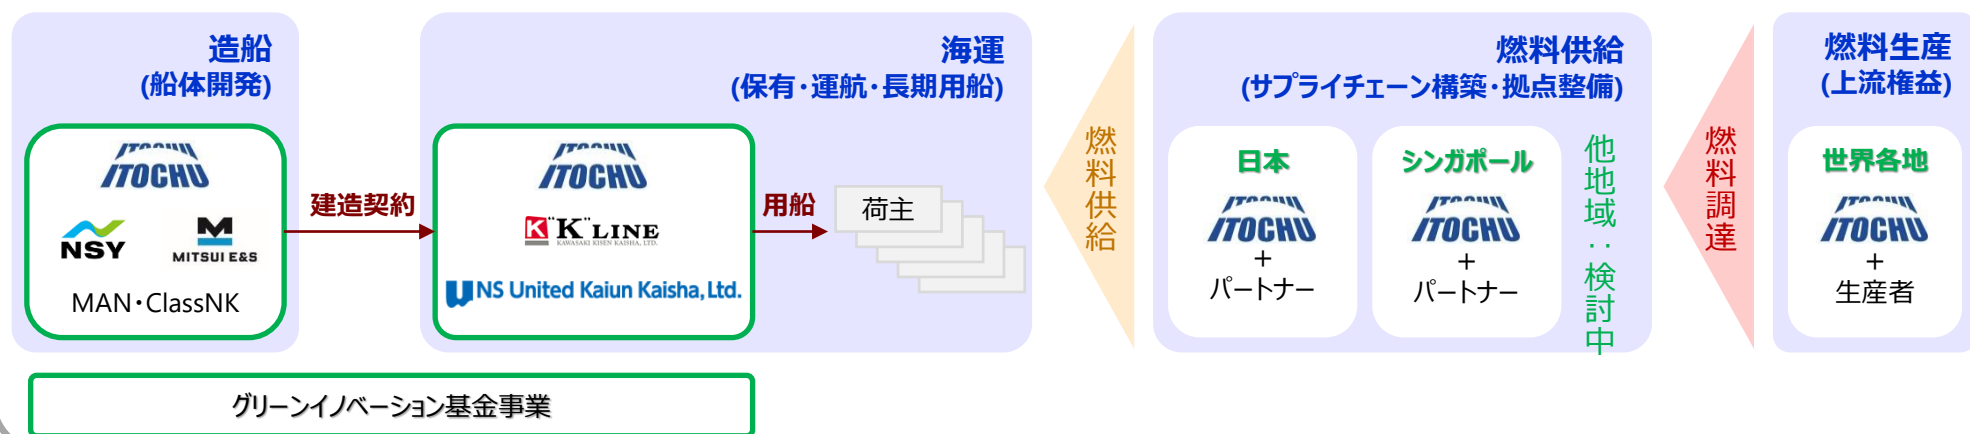 造船
(船体開発)
ITOCHU
NSY
MITSUI E&S
MAN・ClassNK
建造契約
海運
(保有・運航・長期用船)
ITOCHU
K "K" LINE
KAWASAKI KISEN KAISHA, LTD.
NS United Kaiun Kaisha, Ltd.
用船
荷主
燃料供給
燃料供給
(サプライチェーン構築・拠点整備)
日本
ITOCHU
+
パートナー
シンガポール
ITOCHU
+
パートナー
他地域：検討中
燃料調達
燃料生産
(上流権益)
世界各地
ITOCHU
+
生産者
グリーンイノベーション基金事業